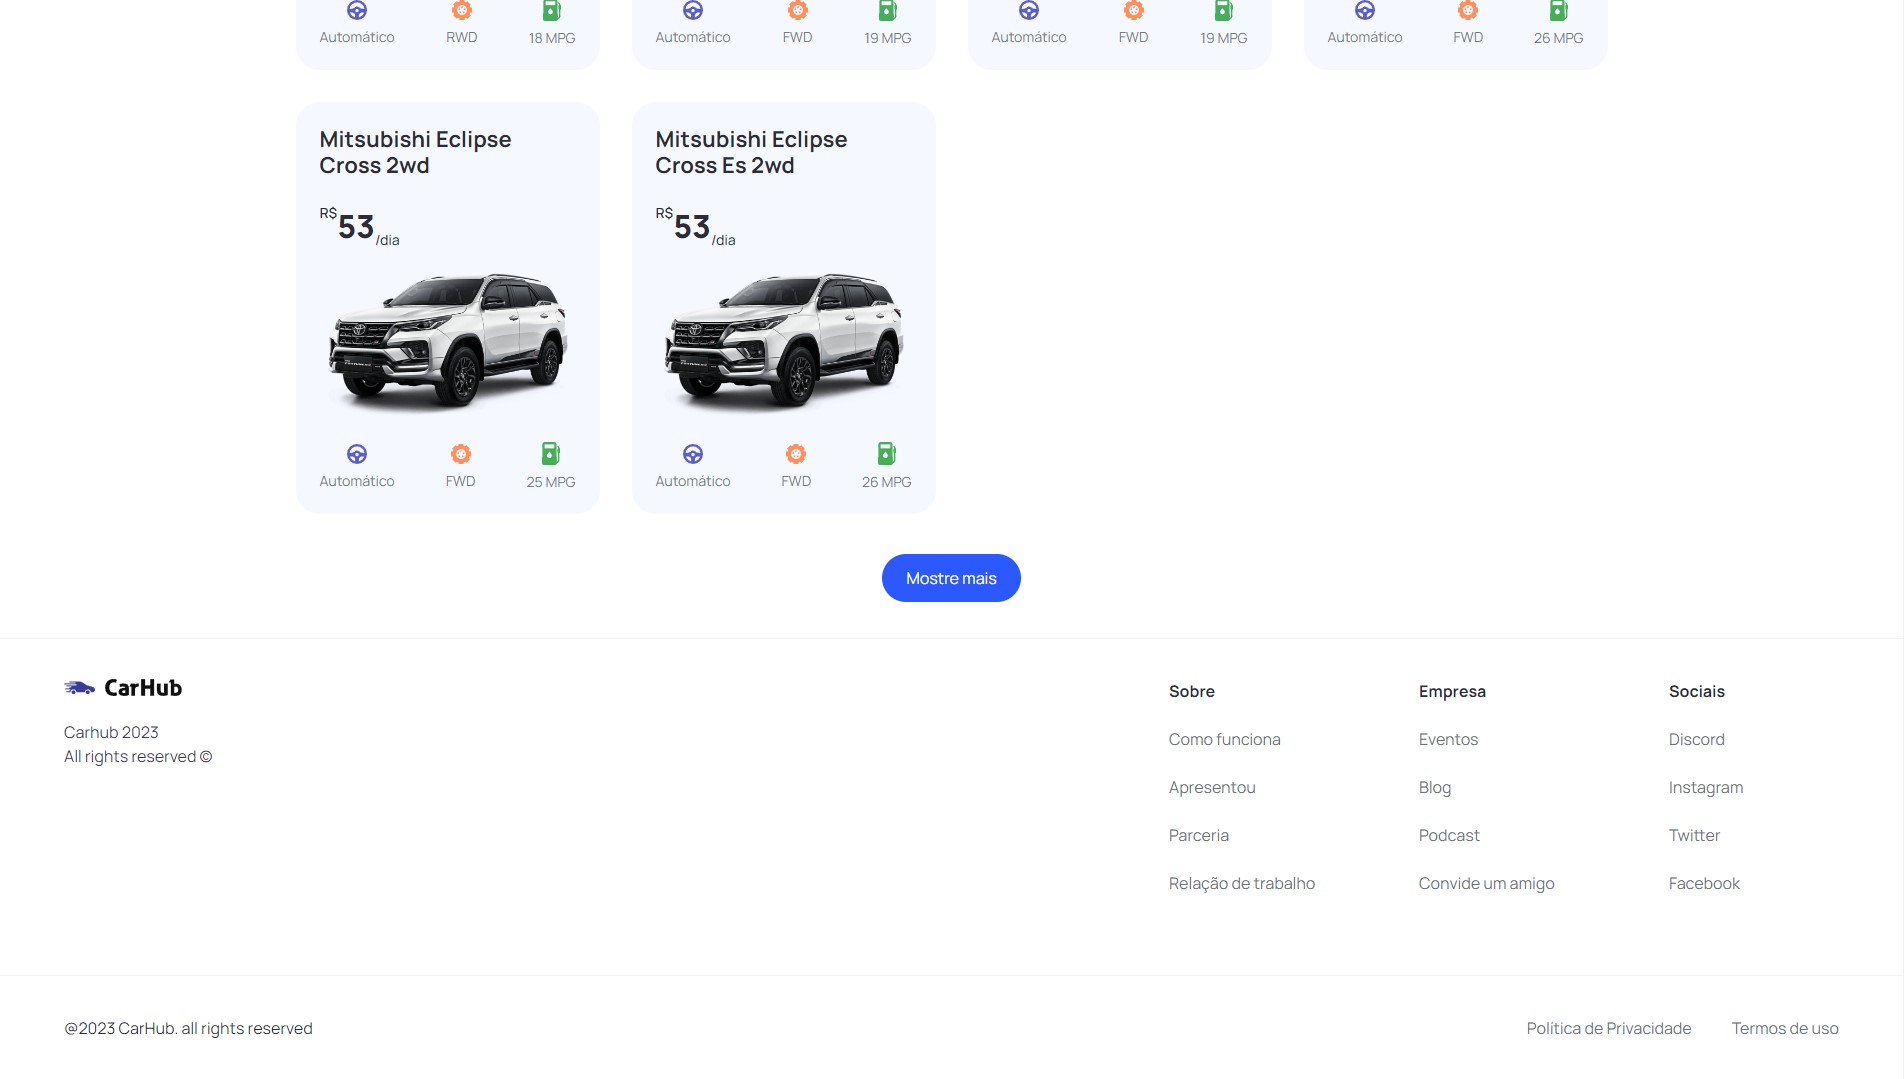 Automático RWD 18 MPG
Automático FWD 19 MPG
Automático FWD 19 MPG
Automático FWD 26 MPG
Mitsubishi Eclipse
Cross 2wd
R$53/dia
Automático FWD 25 MPG
Mitsubishi Eclipse
Cross Es 2wd
R$53/dia
Automático FWD 26 MPG
Mostre mais
CarHub
Carhub 2023
All rights reserved ©
Sobre
Como funciona
Apresentou
Parceria
Relação de trabalho
Empresa
Eventos
Blog
Podcast
Convide um amigo
Sociais
Discord
Instagram
Twitter
Facebook
@2023 CarHub. all rights reserved
Política de Privacidade
Termos de uso